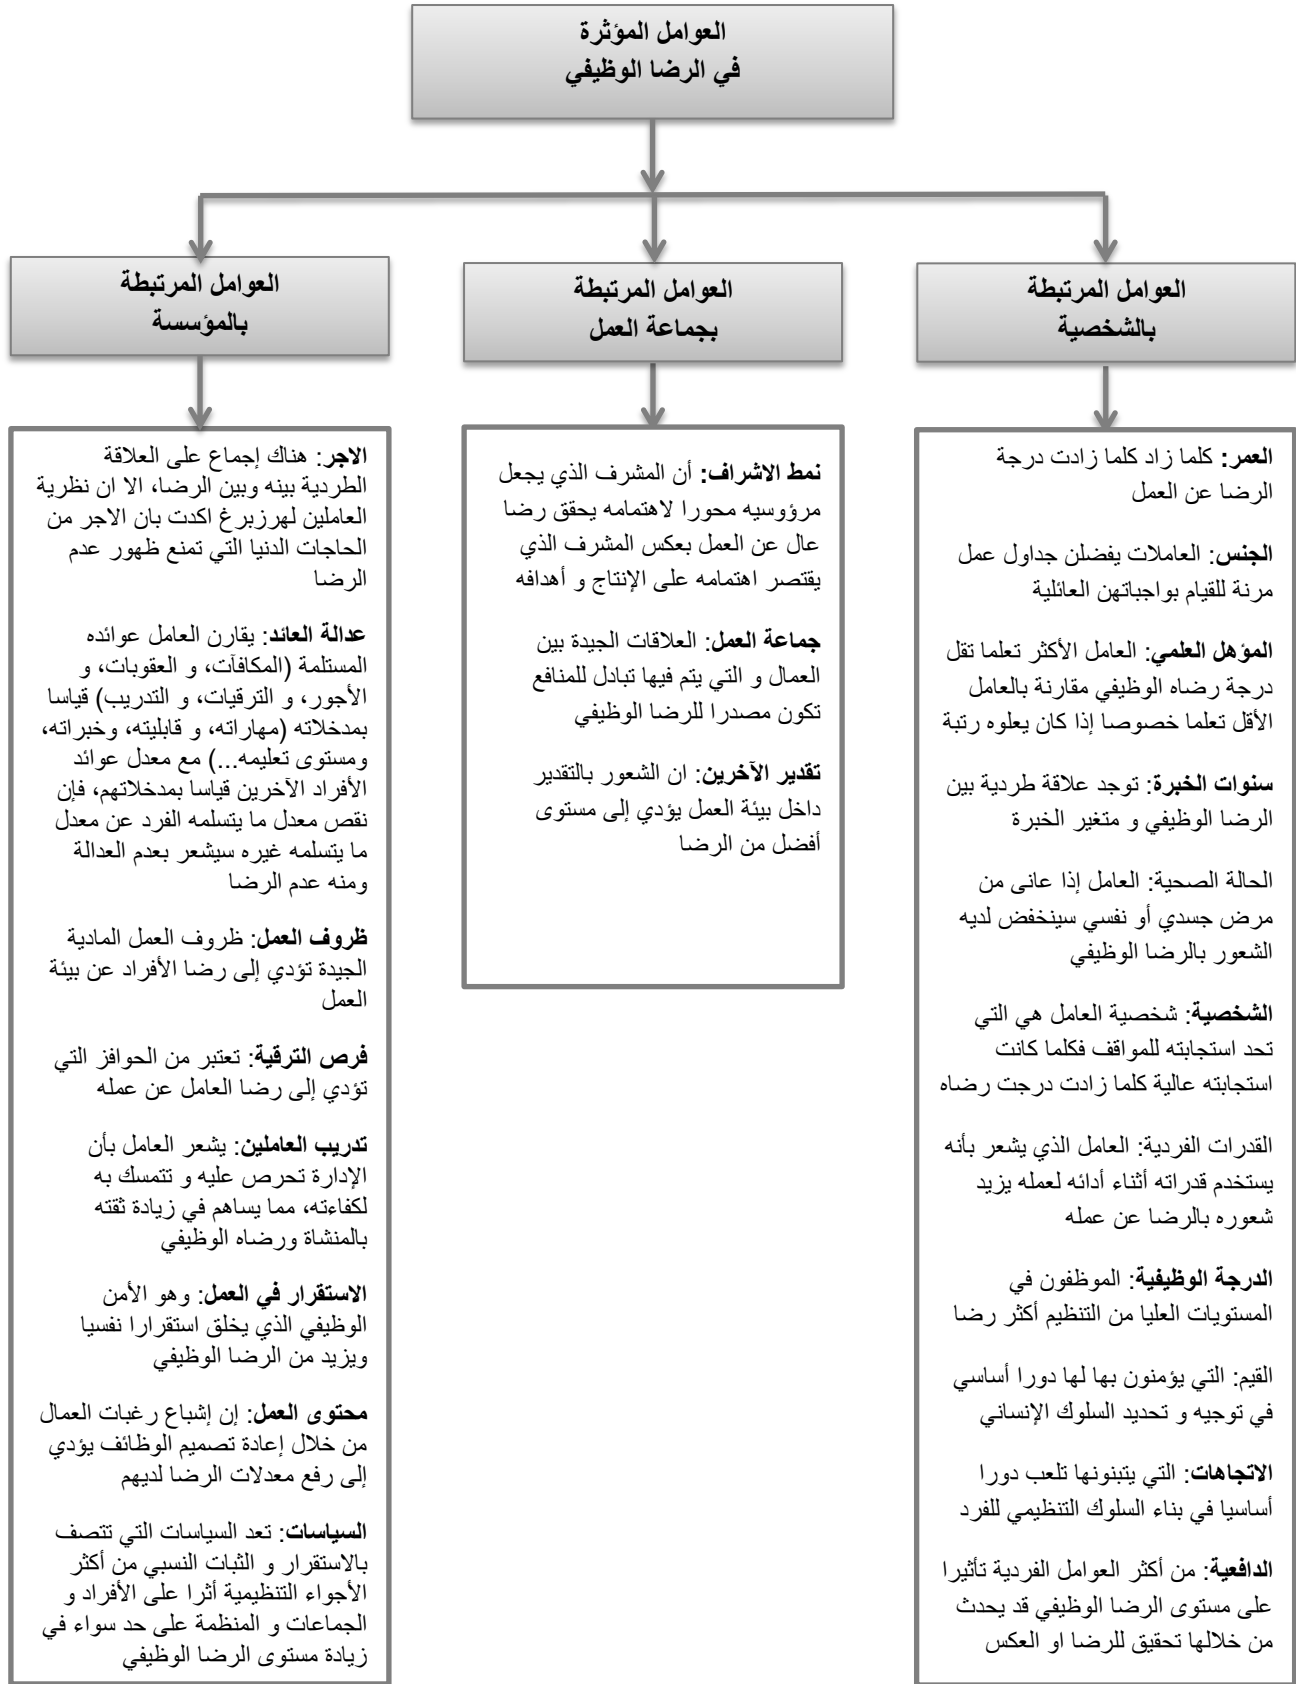 العوامل المؤثرة
في الرضا الوظيفي
العوامل المرتبطة
بالشخصية
العمر: كلما زاد كلما زادت درجة
الرضا عن العمل
الجنس: العاملات يفضلن جداول عمل
مرنة للقيام بواجباتهن العائلية
المؤهل العلمي: العامل الأكثر تعلما تقل
درجة رضاه الوظيفي مقارنة بالعامل
الأقل تعلما خصوصا إذا كان يعلوه رتبة
سنوات الخبرة: توجد علاقة طردية بين
الرضا الوظيفي و متغير الخبرة
الحالة الصحية: العامل إذا عانى من
مرض جسدي أو نفسي سينخفض لديه
الشعور بالرضا الوظيفي
الشخصية: شخصية العامل هي التي
تحد استجابته للمواقف فكلما كانت
استجابته عالية كلما زادت درجت رضاه
القدرات الفردية: العامل الذي يشعر بأنه
يستخدم قدراته أثناء أدائه لعمله يزيد
شعوره بالرضا عن عمله
الدرجة الوظيفية: الموظفون في
المستويات العليا من التنظيم أكثر رضا
القيم: التي يؤمنون بها لها دورا أساسي
في توجيه و تحديد السلوك الإنساني
الاتجاهات: التي يتبنونها تلعب دورا
أساسيا في بناء السلوك التنظيمي للفرد
الدافعية: من أكثر العوامل الفردية تأثيرا
على مستوى الرضا الوظيفي قد يحدث
من خلالها تحقيق للرضا او العكس
العوامل المرتبطة
بجماعة العمل
نمط الاشراف: أن المشرف الذي يجعل
مرؤوسيه محورا لاهتمامه يحقق رضا
عال عن العمل بعكس المشرف الذي
يقتصر اهتمامه على الإنتاج و أهدافه
جماعة العمل: العلاقات الجيدة بين
العمال و التي يتم فيها تبادل للمنافع
تكون مصدرا للرضا الوظيفي
تقدير الآخرين: ان الشعور بالتقدير
داخل بيئة العمل يؤدي إلى مستوى
أفضل من الرضا
العوامل المرتبطة
بالمؤسسة
الاجر: هناك إجماع على العلاقة
الطردية بينه وبين الرضا، الا ان نظرية
العاملين لهرزبرغ اكدت بان الاجر من
الحاجات الدنيا التي تمنع ظهور عدم
الرضا
عدالة العائد: يقارن العامل عوائده
المستلمة (المكافآت، و العقوبات، و
الأجور، و الترقيات، و التدريب) قياسا
بمدخلاته (مهاراته، و قابليته، وخبراته،
ومستوى تعليمه...) مع معدل عوائد
الأفراد الآخرين قياسا بمدخلاتهم، فإن
نقص معدل ما يتسلمه الفرد عن معدل
ما يتسلمه غيره سيشعر بعدم العدالة
ومنه عدم الرضا
ظروف العمل: ظروف العمل المادية
الجيدة تؤدي إلى رضا الأفراد عن بيئة
العمل
فرص الترقية: تعتبر من الحوافز التي
تؤدي إلى رضا العامل عن عمله
تدريب العاملين: يشعر العامل بأن
الإدارة تحرص عليه و تتمسك به
لكفاءته، مما يساهم في زيادة ثقته
بالمنشاة ورضاه الوظيفي
الاستقرار في العمل: وهو الأمن
الوظيفي الذي يخلق استقرارا نفسيا
ويزيد من الرضا الوظيفي
محتوى العمل: إن إشباع رغبات العمال
من خلال إعادة تصميم الوظائف يؤدي
إلى رفع معدلات الرضا لديهم
السياسات: تعد السياسات التي تتصف
بالاستقرار و الثبات النسبي من أكثر
الأجواء التنظيمية أثرا على الأفراد و
الجماعات و المنظمة على حد سواء في
زيادة مستوى الرضا الوظيفي